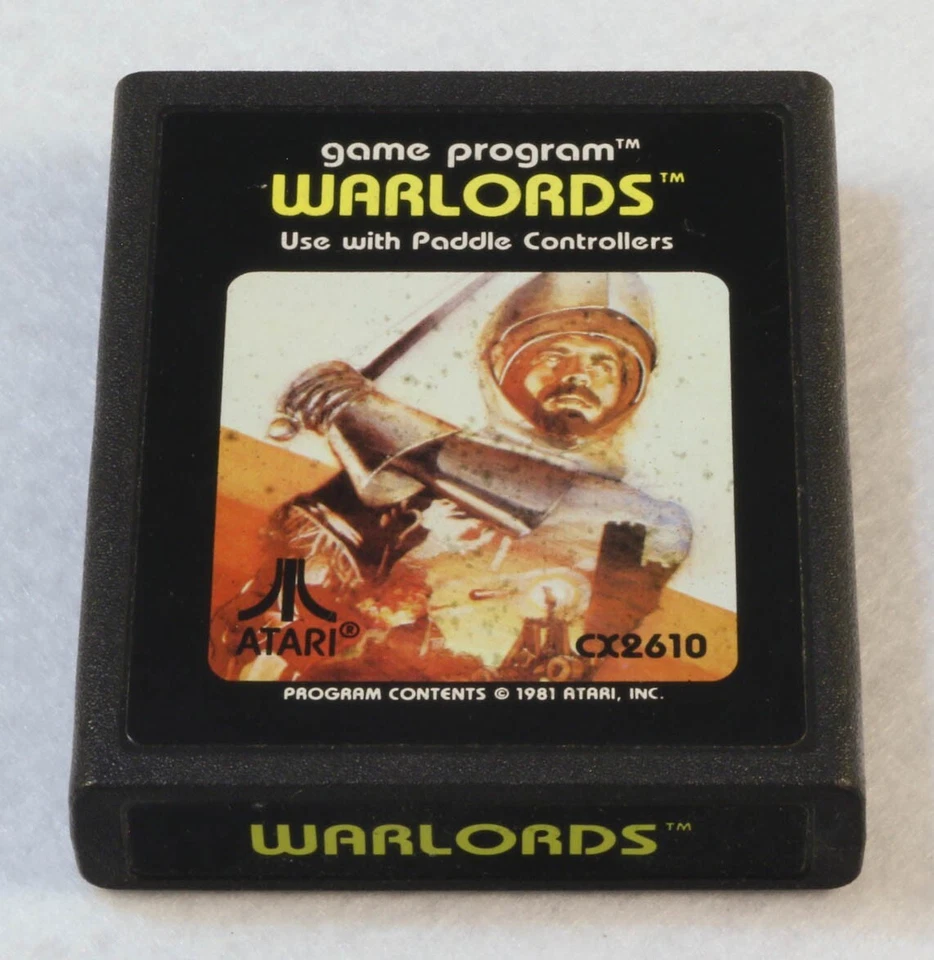 game program™
WARLORDS™
Use with Paddle Controllers
ATARI®
CX2610
PROGRAM CONTENTS © 1981 ATARI, INC.
WARLORDS™